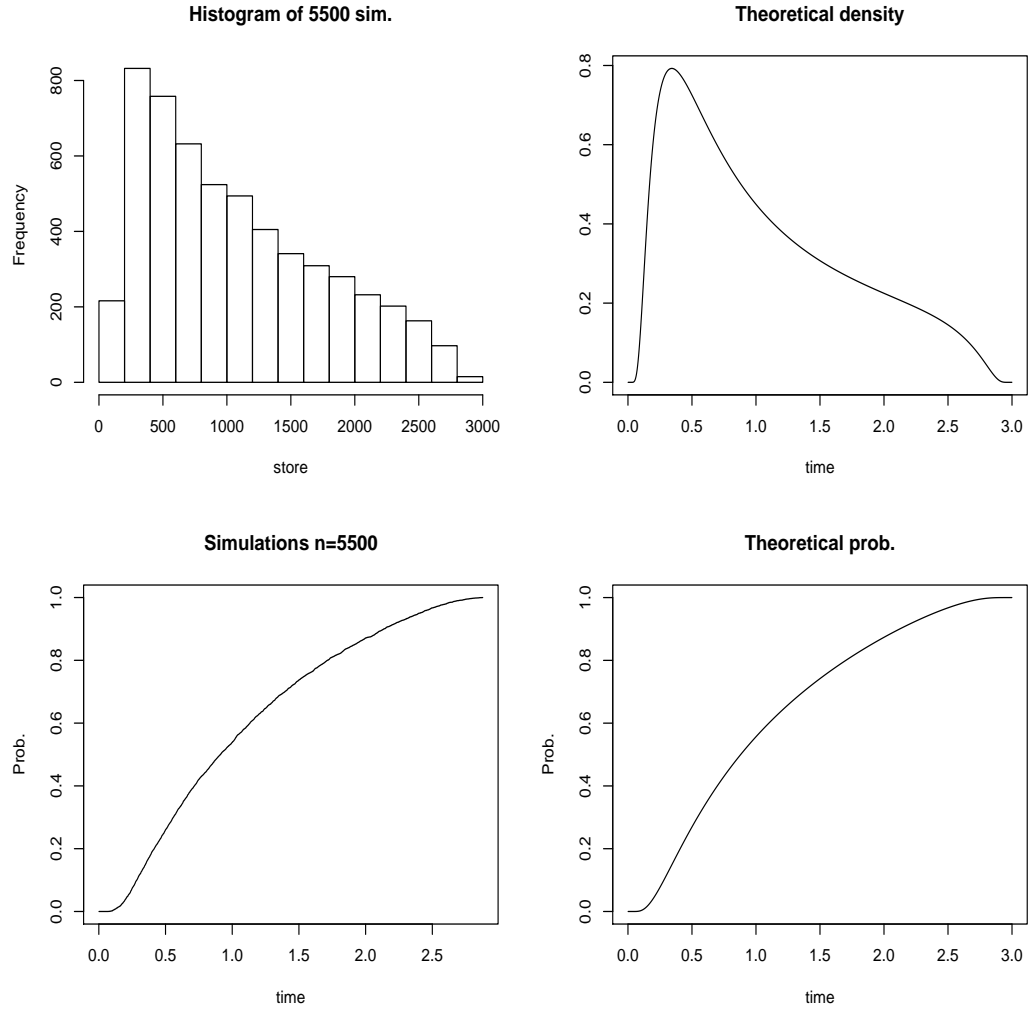 Histogram of 5500 sim.
Frequency
0 200 400 600 800
0 500 1000 1500 2000 2500 3000
store
Theoretical density
0.0 0.2 0.4 0.6 0.8
0.0 0.5 1.0 1.5 2.0 2.5 3.0
time
Simulations n=5500
Prob.
0.0 0.2 0.4 0.6 0.8 1.0
0.0 0.5 1.0 1.5 2.0 2.5
time
Theoretical prob.
Prob.
0.0 0.2 0.4 0.6 0.8 1.0
0.0 0.5 1.0 1.5 2.0 2.5 3.0
time